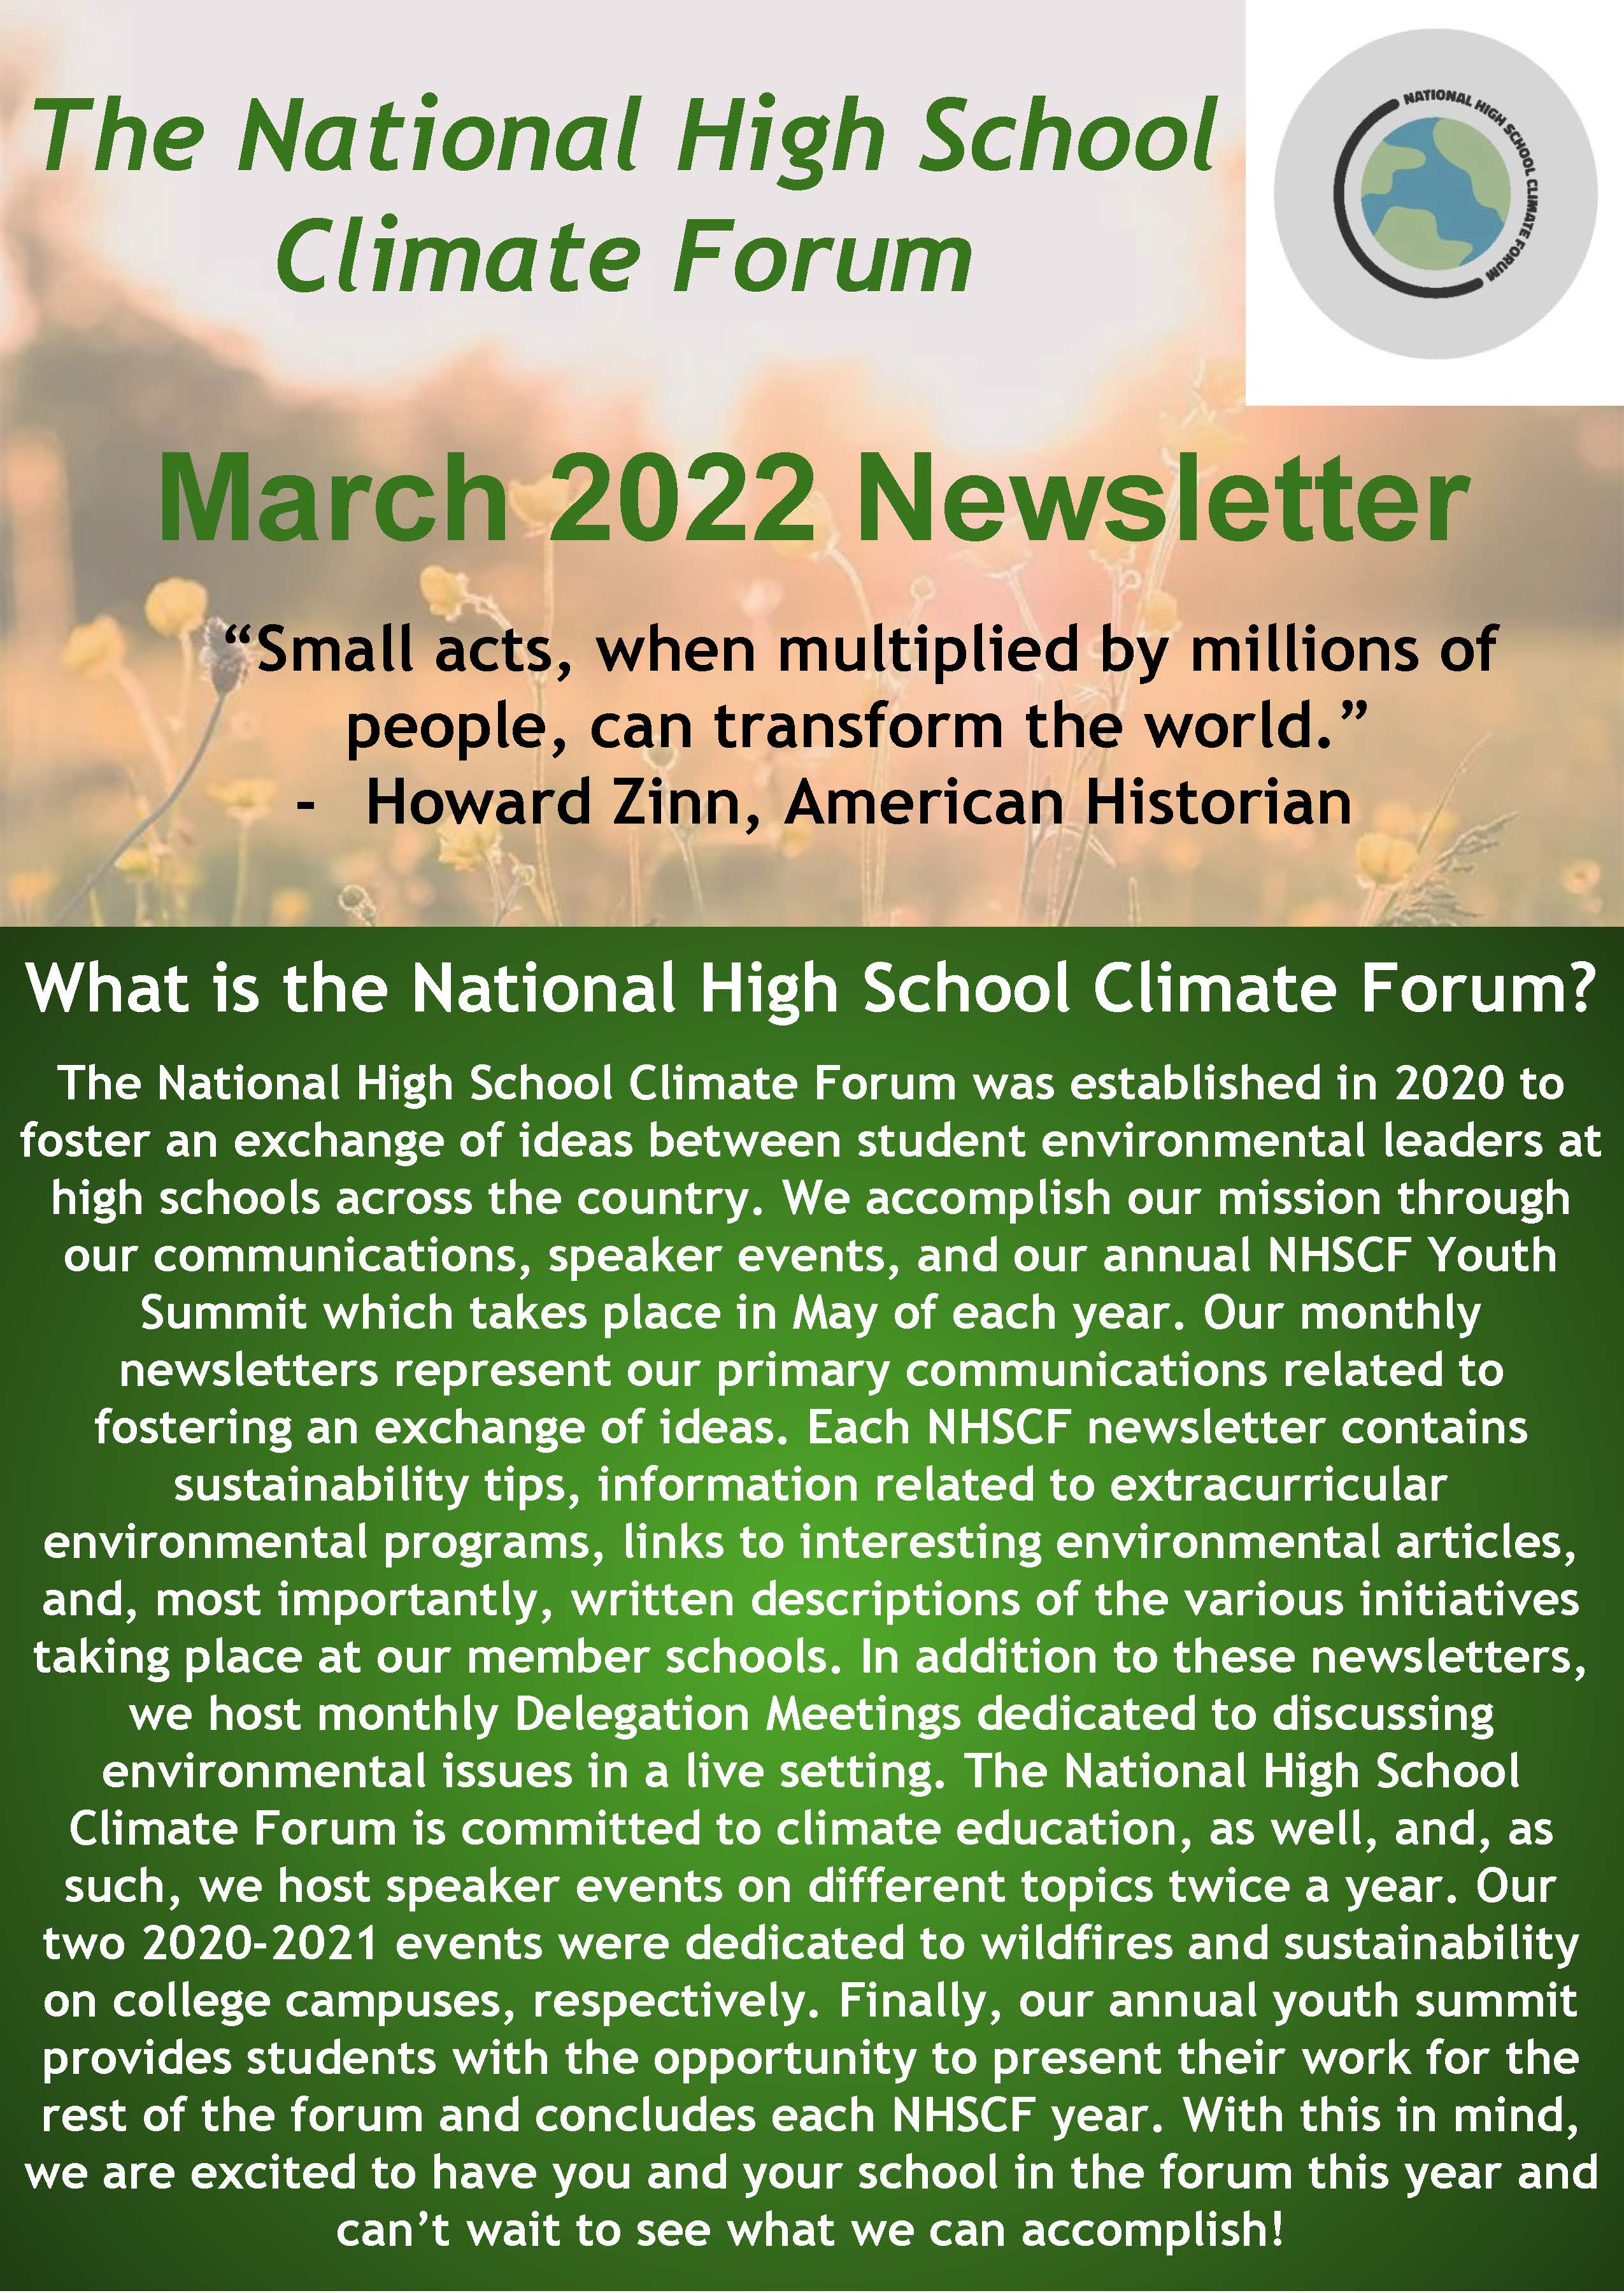 The National High School
Climate Forum
NATIONAL HIGH SCHOOL CLIMATE FORUM
March 2022 Newsletter
“Small acts, when multiplied by millions of
people, can transform the world.”
- Howard Zinn, American Historian
What is the National High School Climate Forum?
The National High School Climate Forum was established in 2020 to
foster an exchange of ideas between student environmental leaders at
high schools across the country. We accomplish our mission through
our communications, speaker events, and our annual NHSCF Youth
Summit which takes place in May of each year. Our monthly
newsletters represent our primary communications related to
fostering an exchange of ideas. Each NHSCF newsletter contains
sustainability tips, information related to extracurricular
environmental programs, links to interesting environmental articles,
and, most importantly, written descriptions of the various initiatives
taking place at our member schools. In addition to these newsletters,
we host monthly Delegation Meetings dedicated to discussing
environmental issues in a live setting. The National High School
Climate Forum is committed to climate education, as well, and, as
such, we host speaker events on different topics twice a year. Our
two 2020-2021 events were dedicated to wildfires and sustainability
on college campuses, respectively. Finally, our annual youth summit
provides students with the opportunity to present their work for the
rest of the forum and concludes each NHSCF year. With this in mind,
we are excited to have you and your school in the forum this year and
can’t wait to see what we can accomplish!